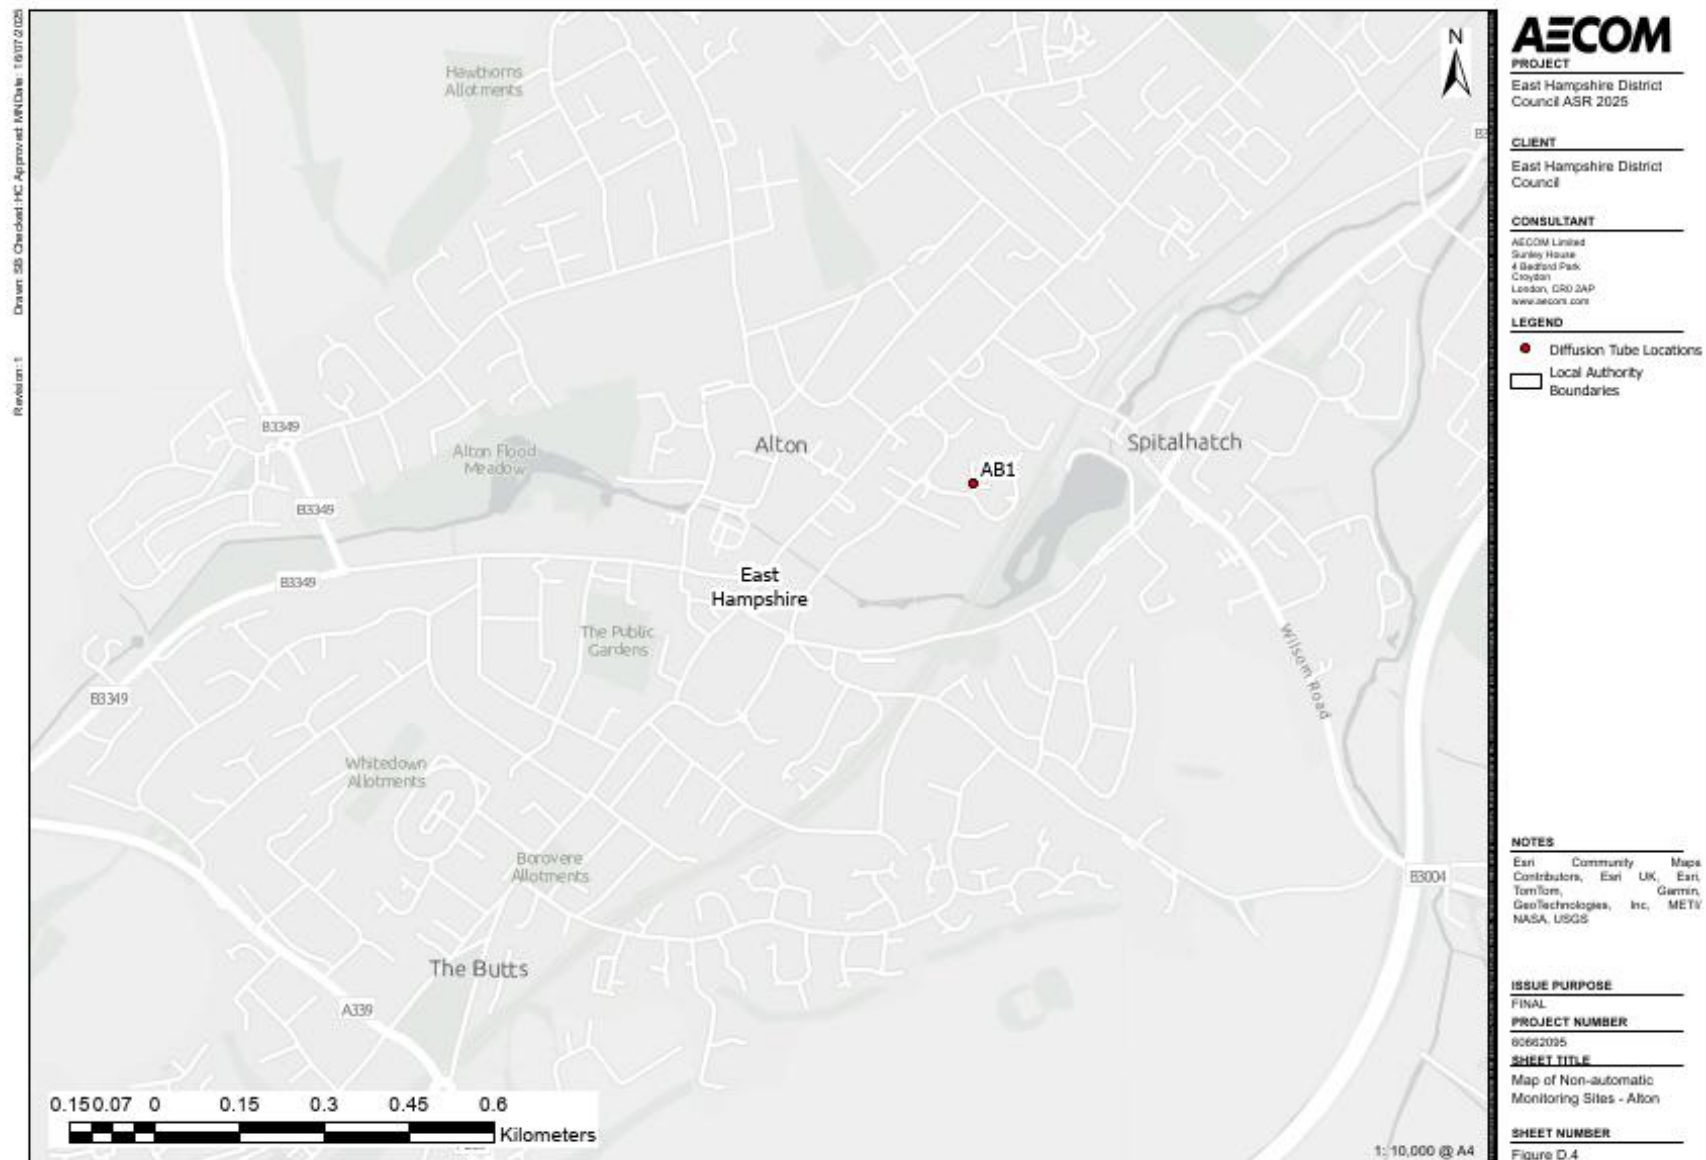 Revision: 1
Drawn: SB Checked: HC Approved: MN Date: 16/07/2025
N
Hawthorns
Allotments
B3349
Alton Flood
Meadow
Alton
Spitalhatch
AB1
B3349
B3349
East
Hampshire
The Public
Gardens
Wilsom Road
B3349
Whitedown
Allotments
Borovere
Allotments
B3004
The Butts
A339
0.15 0.07 0 0.15 0.3 0.45 0.6
Kilometers
1: 10,000 @ A4
AECOM
PROJECT
East Hampshire District
Council ASR 2025
CLIENT
East Hampshire District
Council
CONSULTANT
AECOM Limited
Sunley House
4 Bedford Park
Croydon
London, CR0 2AP
www.aecom.com
LEGEND
Diffusion Tube Locations
Local Authority
Boundaries
NOTES
Esri Community Maps
Contributors, Esri UK, Esri,
TomTom, Garmin,
GeoTechnologies, Inc, METI/
NASA, USGS
ISSUE PURPOSE
FINAL
PROJECT NUMBER
60662095
SHEET TITLE
Map of Non-automatic
Monitoring Sites - Alton
SHEET NUMBER
Figure D.4